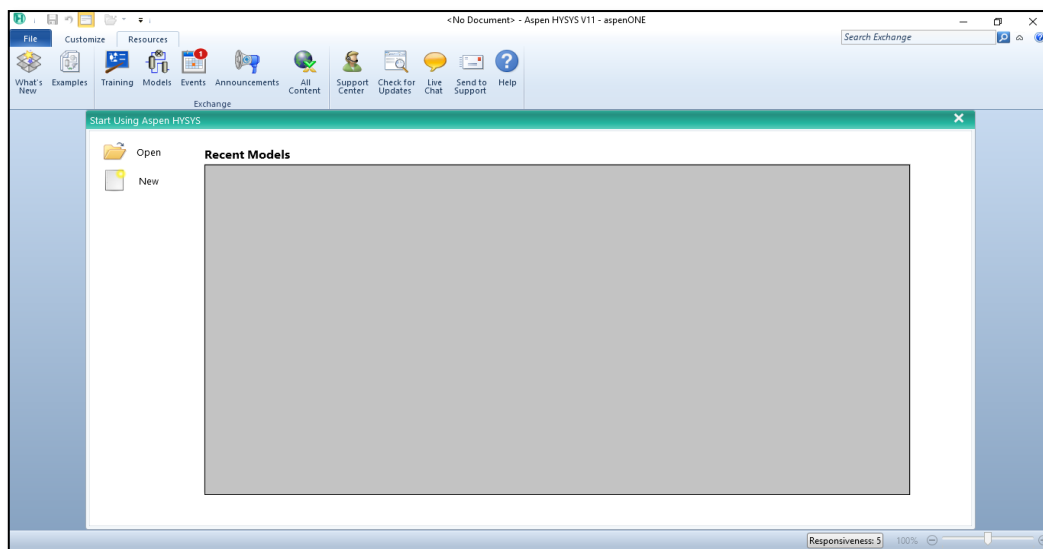 <No Document> - Aspen HYSYS V11 - aspenONE
File Customize Resources Search Exchange
What's New Examples Training Models Events 1 Announcements All Content Support Center Check for Updates Live Chat Send to Support Help
Exchange
Start Using Aspen HYSYS
Open Recent Models
New
Responsiveness: 5 100%